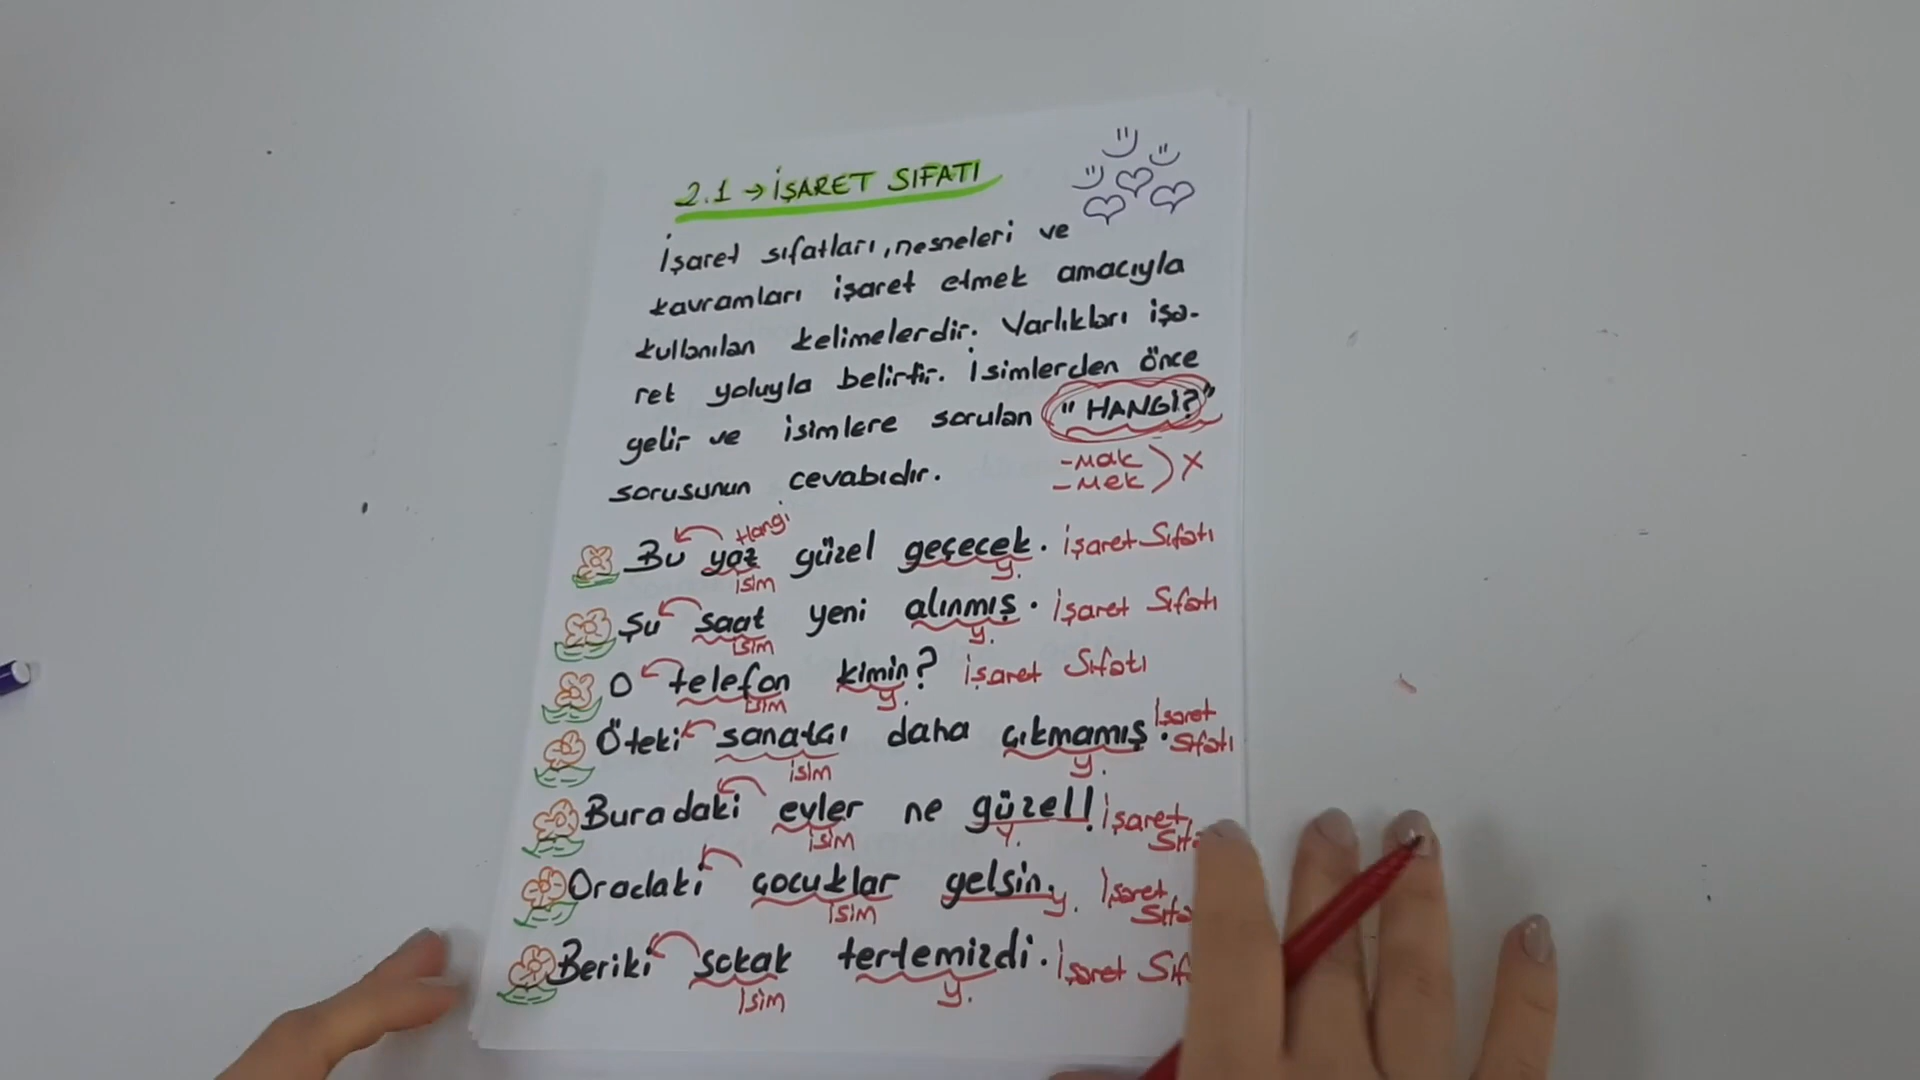 2.1 → İŞARET SIFATI
İşaret sıfatları, nesneleri ve
kavramları işaret etmek amacıyla
kullanılan kelimelerdir. Varlıkları işa-
ret yoluyla belirtir. İsimlerden önce
gelir ve isimlere sorulan "HANGİ?"
sorusunun cevabıdır.
-mak
-mek ) X
Hangi
Bu yaz güzel geçecek. İşaret Sıfatı
isim y.
Şu saat yeni alınmış. İşaret Sıfatı
isim y.
O telefon kimin? işaret Sıfatı
isim y.
Öteki sanatçı daha çıkmamış. İşaret Sıfatı
isim y.
Buradaki evler ne güzel! İşaret
isim y.
Oradaki çocuklar gelsin. İşaret
isim y.
Beriki sokak tertemizdi. İşaret
isim y.